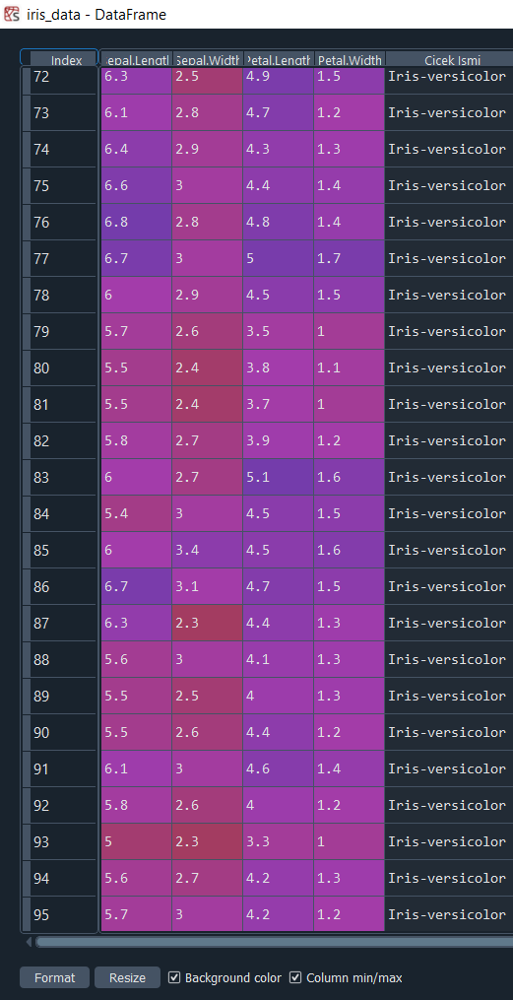 iris_data - DataFrame
Index epal.Lengtl Sepal.Width Petal.Length Petal.Width Cicek Ismi
72 6.3 2.5 4.9 1.5 Iris-versicolor
73 6.1 2.8 4.7 1.2 Iris-versicolor
74 6.4 2.9 4.3 1.3 Iris-versicolor
75 6.6 3 4.4 1.4 Iris-versicolor
76 6.8 2.8 4.8 1.4 Iris-versicolor
77 6.7 3 5 1.7 Iris-versicolor
78 6 2.9 4.5 1.5 Iris-versicolor
79 5.7 2.6 3.5 1 Iris-versicolor
80 5.5 2.4 3.8 1.1 Iris-versicolor
81 5.5 2.4 3.7 1 Iris-versicolor
82 5.8 2.7 3.9 1.2 Iris-versicolor
83 6 2.7 5.1 1.6 Iris-versicolor
84 5.4 3 4.5 1.5 Iris-versicolor
85 6 3.4 4.5 1.6 Iris-versicolor
86 6.7 3.1 4.7 1.5 Iris-versicolor
87 6.3 2.3 4.4 1.3 Iris-versicolor
88 5.6 3 4.1 1.3 Iris-versicolor
89 5.5 2.5 4 1.3 Iris-versicolor
90 5.5 2.6 4.4 1.2 Iris-versicolor
91 6.1 3 4.6 1.4 Iris-versicolor
92 5.8 2.6 4 1.2 Iris-versicolor
93 5 2.3 3.3 1 Iris-versicolor
94 5.6 2.7 4.2 1.3 Iris-versicolor
95 5.7 3 4.2 1.2 Iris-versicolor
Format Resize Background color Column min/max